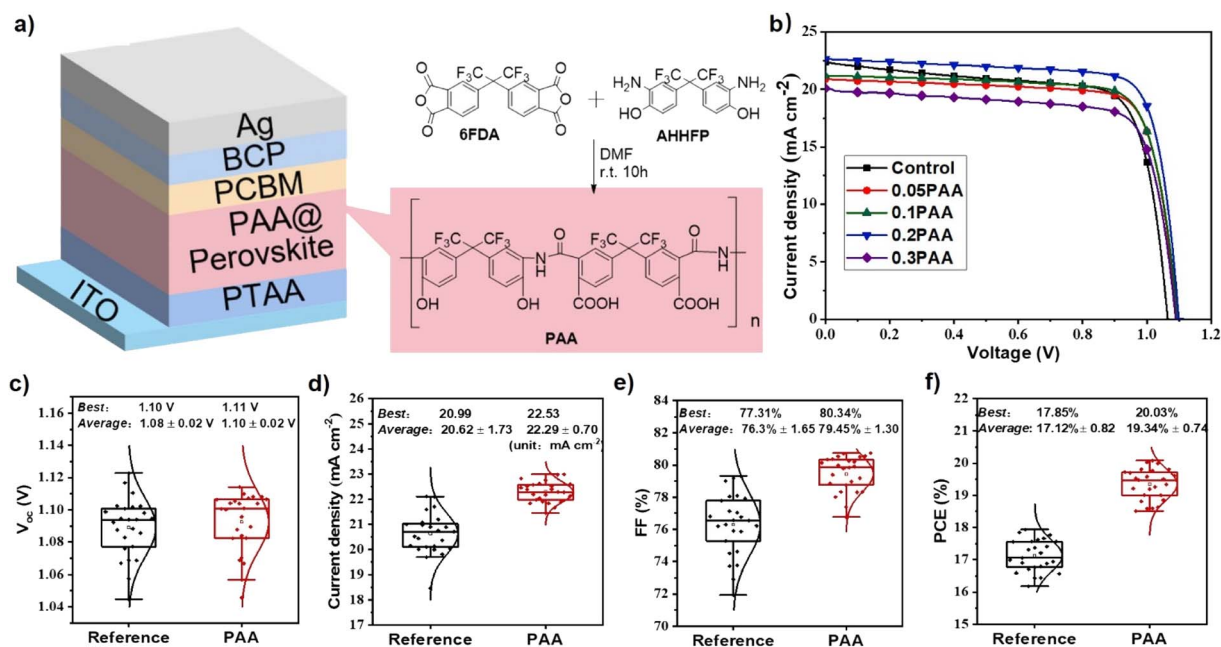 a)
Ag
BCP
PCBM
PAA@
Perovskite
PTAA
ITO
F3C CF3
O O O O O O
6FDA
+
H2N F3C CF3 NH2
HO OH
AHHFP
DMF
r.t. 10h
F3C CF3 O F3C CF3 O
N H N H
OH OH COOH COOH
n
PAA
b)
Current density (mA cm-2)
25
20
15
10
5
0
Control
0.05PAA
0.1PAA
0.2PAA
0.3PAA
0.0 0.2 0.4 0.6 0.8 1.0 1.2
Voltage (V)
c)
Best: 1.10 V 1.11 V
Average: 1.08 ± 0.02 V 1.10 ± 0.02 V
Voc (V)
1.16
1.14
1.12
1.10
1.08
1.06
1.04
Reference PAA
d)
Best: 20.99 22.53
Average: 20.62 ± 1.73 22.29 ± 0.70
(unit: mA cm-2)
Current density (mA cm-2)
26
25
24
23
22
21
20
19
18
17
Reference PAA
e)
Best: 77.31% 80.34%
Average: 76.3% ± 1.65 79.45% ± 1.30
FF (%)
84
82
80
78
76
74
72
70
Reference PAA
f)
Best: 17.85% 20.03%
Average: 17.12% ± 0.82 19.34% ± 0.74
PCE (%)
22
21
20
19
18
17
16
15
Reference PAA